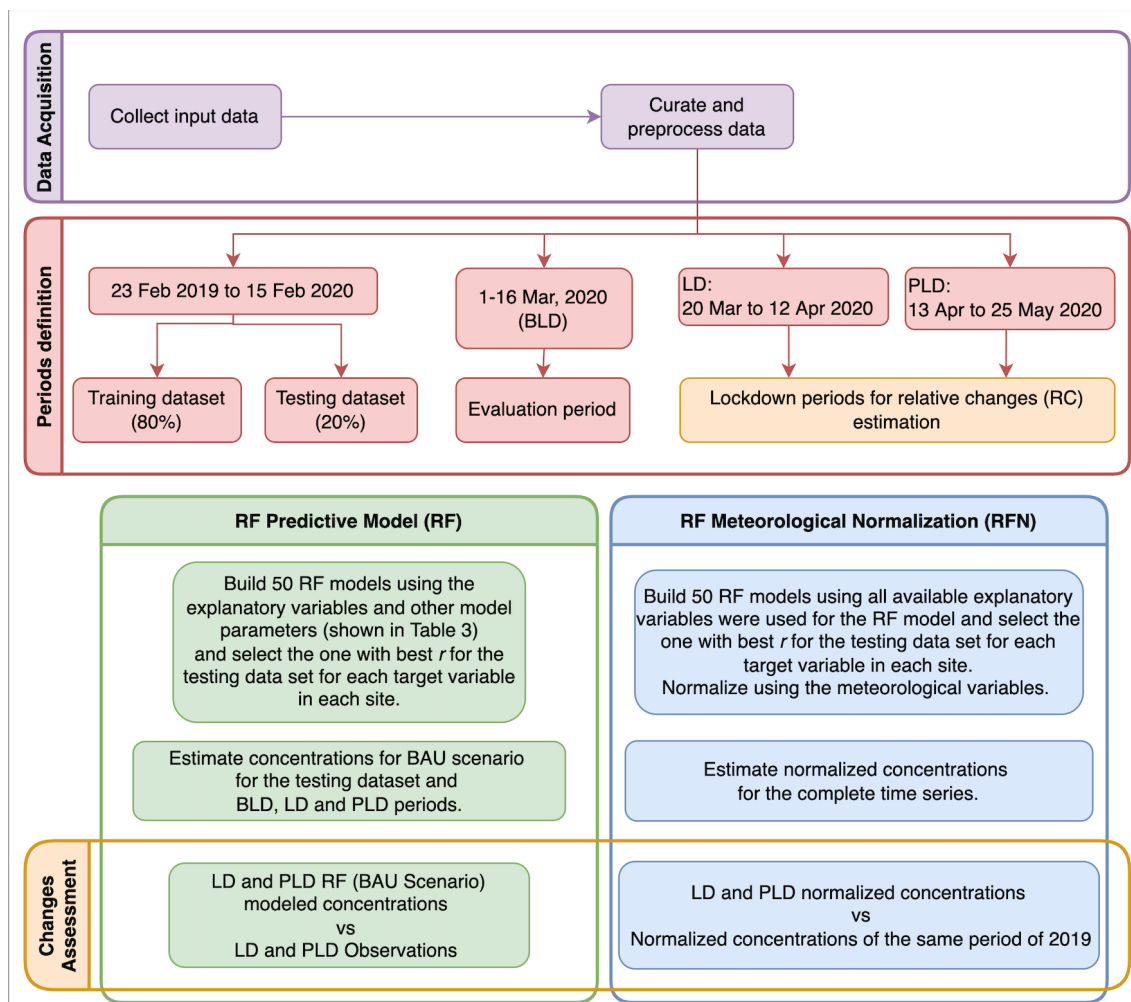 Data Acquisition
Collect input data
Curate and
preprocess data
Periods definition
23 Feb 2019 to 15 Feb 2020
1-16 Mar, 2020
(BLD)
LD:
20 Mar to 12 Apr 2020
PLD:
13 Apr to 25 May 2020
Training dataset
(80%)
Testing dataset
(20%)
Evaluation period
Lockdown periods for relative changes (RC)
estimation
RF Predictive Model (RF)
Build 50 RF models using the
explanatory variables and other model
parameters (shown in Table 3)
and select the one with best r for the
testing data set for each target variable
in each site.
Estimate concentrations for BAU scenario
for the testing dataset and
BLD, LD and PLD periods.
RF Meteorological Normalization (RFN)
Build 50 RF models using all available explanatory
variables were used for the RF model and select the
one with best r for the testing data set for each
target variable in each site.
Normalize using the meteorological variables.
Estimate normalized concentrations
for the complete time series.
Changes
Assessment
LD and PLD RF (BAU Scenario)
modeled concentrations
vs
LD and PLD Observations
LD and PLD normalized concentrations
vs
Normalized concentrations of the same period of 2019